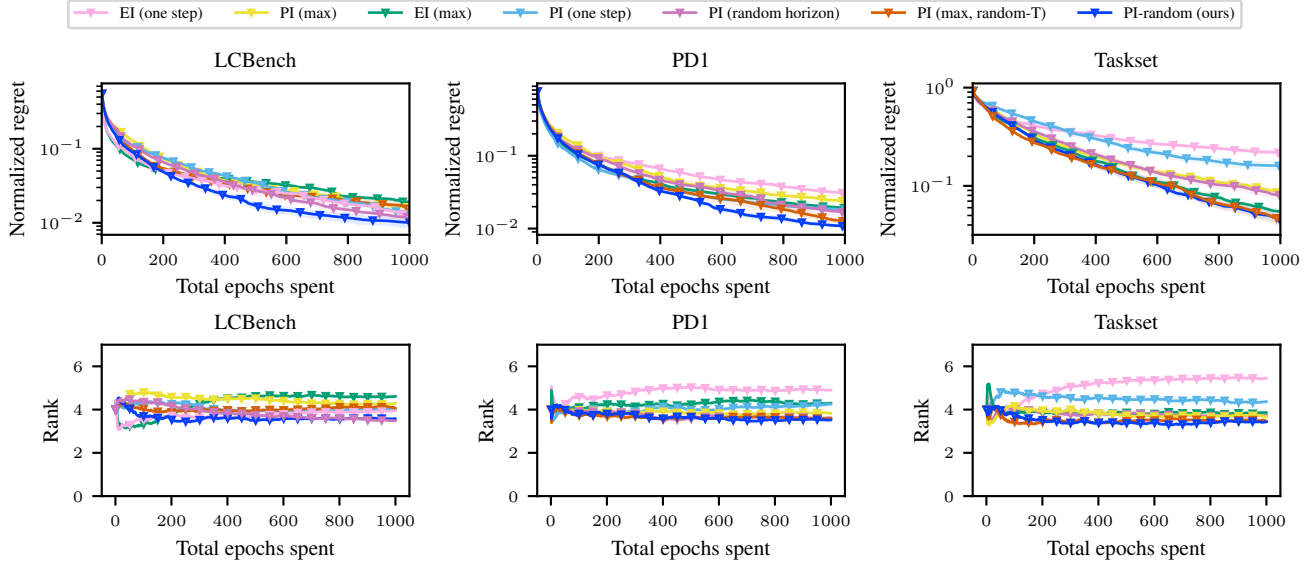 EI (one step) PI (max) EI (max) PI (one step) PI (random horizon) PI (max, random-T) PI-random (ours)
LCBench PD1 Taskset
Normalized regret Normalized regret Normalized regret
10⁻¹ 10⁻² 10⁻¹ 10⁻² 10⁰ 10⁻¹
0 200 400 600 800 1000 0 200 400 600 800 1000 0 200 400 600 800 1000
Total epochs spent Total epochs spent Total epochs spent
LCBench PD1 Taskset
Rank Rank Rank
6 4 2 0 6 4 2 0 6 4 2 0
0 200 400 600 800 1000 0 200 400 600 800 1000 0 200 400 600 800 1000
Total epochs spent Total epochs spent Total epochs spent